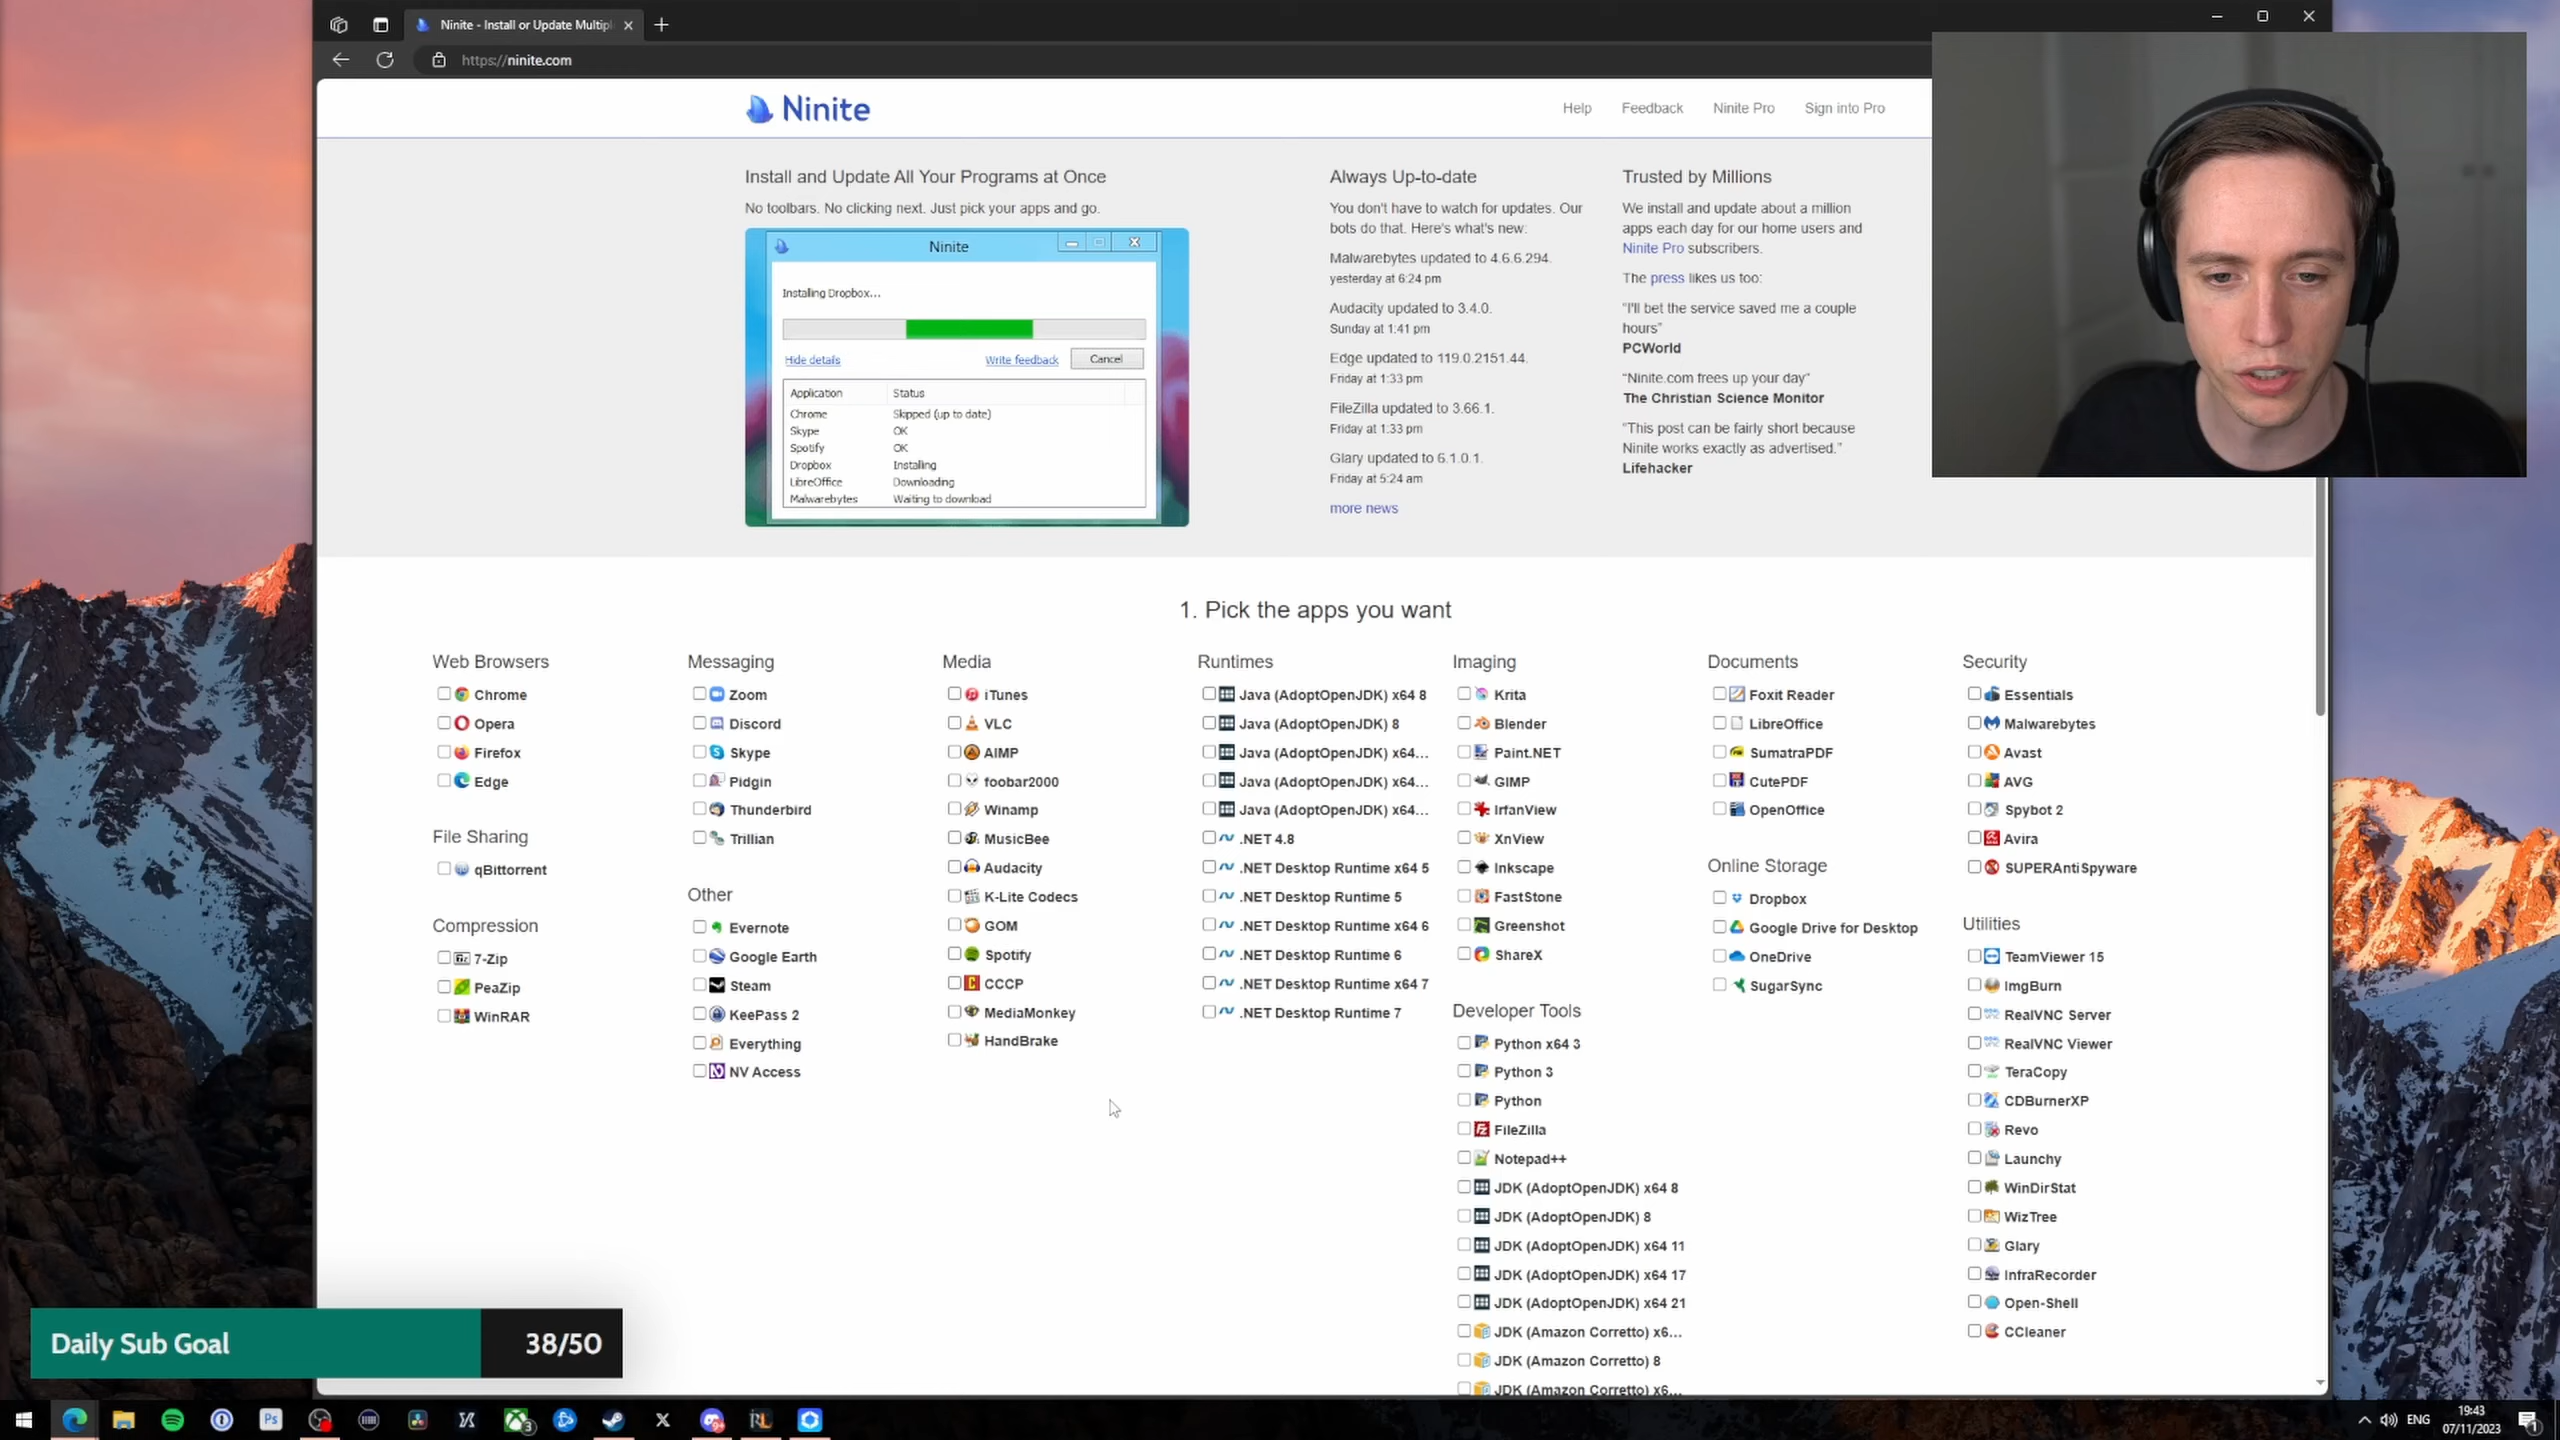 Ninite - Install or Update Multipl
https://ninite.com
Ninite
Help
Feedback
Ninite Pro
Sign into Pro
Install and Update All Your Programs at Once
No toolbars. No clicking next. Just pick your apps and go.
Ninite
Installing Dropbox...
Hide details
Write feedback
Cancel
Application Status
Chrome Skipped (up to date)
Skype OK
Spotify OK
Dropbox Installing
LibreOffice Downloading
Malwarebytes Waiting to download
Always Up-to-date
You don't have to watch for updates. Our
bots do that. Here's what's new:
Malwarebytes updated to 4.6.6.294.
yesterday at 6:24 pm
Audacity updated to 3.4.0.
Sunday at 1:41 pm
Edge updated to 119.0.2151.44.
Friday at 1:33 pm
FileZilla updated to 3.66.1.
Friday at 1:33 pm
Glary updated to 6.1.0.1.
Friday at 5:24 am
more news
Trusted by Millions
We install and update about a million
apps each day for our home users and
Ninite Pro subscribers.
The press likes us too:
"I'll bet the service saved me a couple
hours"
PCWorld
"Ninite.com frees up your day"
The Christian Science Monitor
"This post can be fairly short because
Ninite works exactly as advertised."
Lifehacker
1. Pick the apps you want
Web Browsers
Chrome
Opera
Firefox
Edge
File Sharing
qBittorrent
Compression
7-Zip
PeaZip
WinRAR
Messaging
Zoom
Discord
Skype
Pidgin
Thunderbird
Trillian
Other
Evernote
Google Earth
Steam
KeePass 2
Everything
NV Access
Media
iTunes
VLC
AIMP
foobar2000
Winamp
MusicBee
Audacity
K-Lite Codecs
GOM
Spotify
CCCP
MediaMonkey
HandBrake
Runtimes
Java (AdoptOpenJDK) x64 8
Java (AdoptOpenJDK) 8
Java (AdoptOpenJDK) x64...
Java (AdoptOpenJDK) x64...
Java (AdoptOpenJDK) x64...
.NET 4.8
.NET Desktop Runtime x64 5
.NET Desktop Runtime 5
.NET Desktop Runtime x64 6
.NET Desktop Runtime 6
.NET Desktop Runtime x64 7
.NET Desktop Runtime 7
Imaging
Krita
Blender
Paint.NET
GIMP
IrfanView
XnView
Inkscape
FastStone
Greenshot
ShareX
Developer Tools
Python x64 3
Python 3
Python
FileZilla
Notepad++
JDK (AdoptOpenJDK) x64 8
JDK (AdoptOpenJDK) 8
JDK (AdoptOpenJDK) x64 11
JDK (AdoptOpenJDK) x64 17
JDK (AdoptOpenJDK) x64 21
JDK (Amazon Corretto) x6...
JDK (Amazon Corretto) 8
JDK (Amazon Corretto) x6...
Documents
Foxit Reader
LibreOffice
SumatraPDF
CutePDF
OpenOffice
Online Storage
Dropbox
Google Drive for Desktop
OneDrive
SugarSync
Security
Essentials
Malwarebytes
Avast
AVG
Spybot 2
Avira
SUPERAntiSpyware
Utilities
TeamViewer 15
ImgBurn
RealVNC Server
RealVNC Viewer
TeraCopy
CDBurnerXP
Revo
Launchy
WinDirStat
WizTree
Glary
InfraRecorder
Open-Shell
CCleaner
Daily Sub Goal 38/50
Ps
3
9+
RL
ENG
19:43
07/11/2023
1